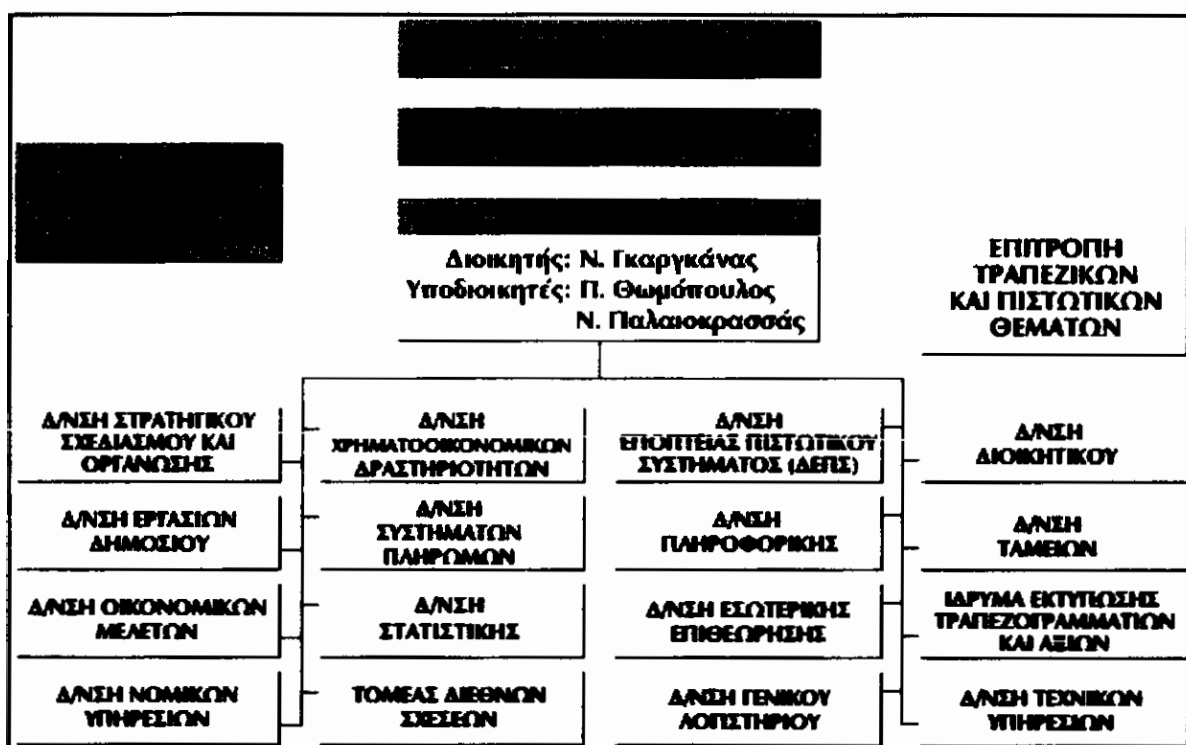 Διοικητής: Ν. Γκαργκάνας
Υποδιοικητές: Π. Θωμόπουλος
Ν. Παλαιοκρασσάς
ΕΠΙΤΡΟΠΗ
ΤΡΑΠΕΖΙΚΩΝ
ΚΑΙ ΠΙΣΤΩΤΙΚΩΝ
ΘΕΜΑΤΩΝ
Δ/ΝΣΗ ΣΤΡΑΤΗΓΙΚΟΥ
ΣΧΕΔΙΑΣΜΟΥ ΚΑΙ
ΟΡΓΑΝΩΣΗΣ
Δ/ΝΣΗ
ΧΡΗΜΑΤΟΟΙΚΟΝΟΜΙΚΩΝ
ΔΡΑΣΤΗΡΙΟΤΗΤΩΝ
Δ/ΝΣΗ
ΕΠΟΠΤΕΙΑΣ ΠΙΣΤΩΤΙΚΟΥ
ΣΥΣΤΗΜΑΤΟΣ (ΔΕΠΣ)
Δ/ΝΣΗ
ΔΙΟΙΚΗΤΙΚΟΥ
Δ/ΝΣΗ ΕΡΓΑΣΙΩΝ
ΔΗΜΟΣΙΟΥ
Δ/ΝΣΗ
ΣΥΣΤΗΜΑΤΩΝ
ΠΛΗΡΩΜΩΝ
Δ/ΝΣΗ
ΠΛΗΡΟΦΟΡΙΚΗΣ
Δ/ΝΣΗ
ΤΑΜΕΙΩΝ
Δ/ΝΣΗ ΟΙΚΟΝΟΜΙΚΩΝ
ΜΕΛΕΤΩΝ
Δ/ΝΣΗ
ΣΤΑΤΙΣΤΙΚΗΣ
Δ/ΝΣΗ ΕΣΩΤΕΡΙΚΗΣ
ΕΠΙΘΕΩΡΗΣΗΣ
ΙΔΡΥΜΑ ΕΚΤΥΠΩΣΗΣ
ΤΡΑΠΕΖΟΓΡΑΜΜΑΤΙΩΝ
ΚΑΙ ΑΞΙΩΝ
Δ/ΝΣΗ ΝΟΜΙΚΩΝ
ΥΠΗΡΕΣΙΩΝ
ΤΟΜΕΑΣ ΔΙΕΘΝΩΝ
ΣΧΕΣΕΩΝ
Δ/ΝΣΗ ΓΕΝΙΚΟΥ
ΛΟΓΙΣΤΗΡΙΟΥ
Δ/ΝΣΗ ΤΕΧΝΙΚΩΝ
ΥΠΗΡΕΣΙΩΝ